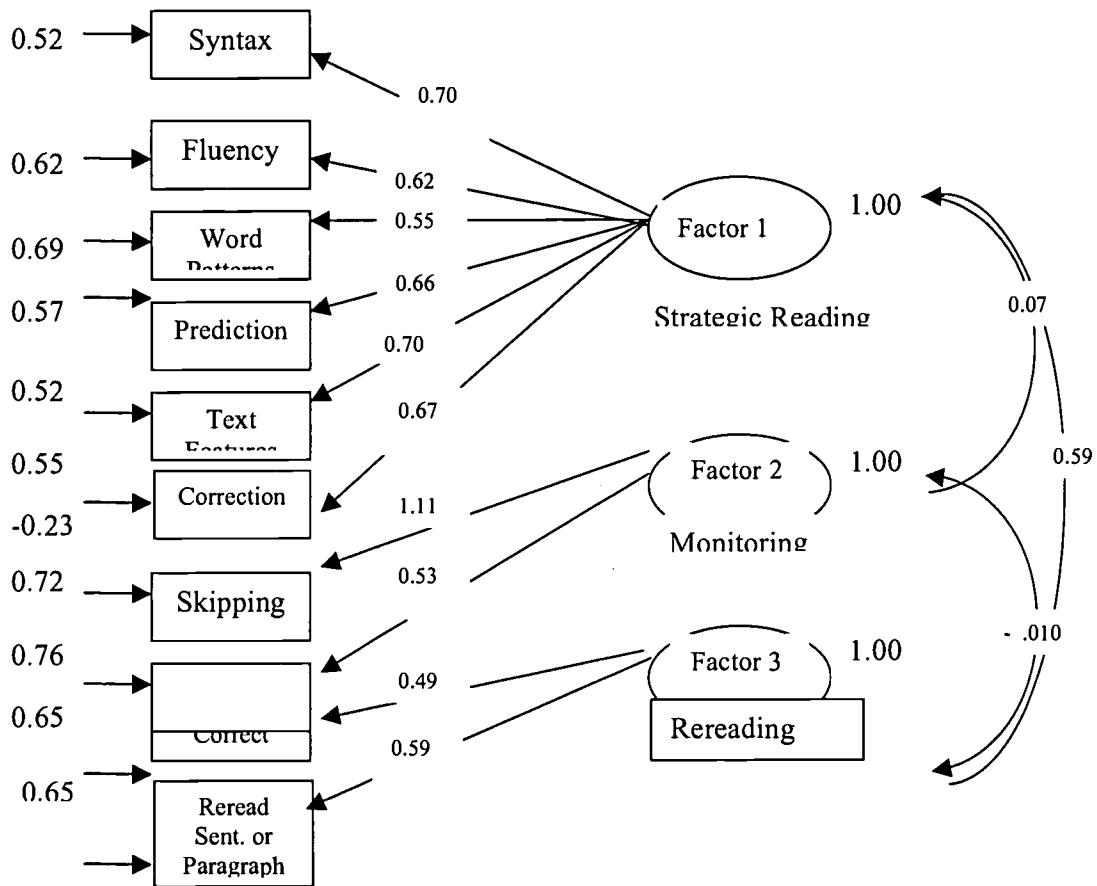 0.52
Syntax
0.70
0.62
Fluency
0.62
0.69
Word
Patterns
0.55
0.57
Prediction
0.66
0.52
Text
Features
0.70
0.55
Correction
0.67
-0.23
0.72
Skipping
1.11
0.76
0.53
0.65
Correct
0.49
0.65
Reread
Sent. or
Paragraph
0.59
Factor 1
1.00
Strategic Reading
Factor 2
1.00
Monitoring
Factor 3
1.00
Rereading
0.07
0.59
- .010